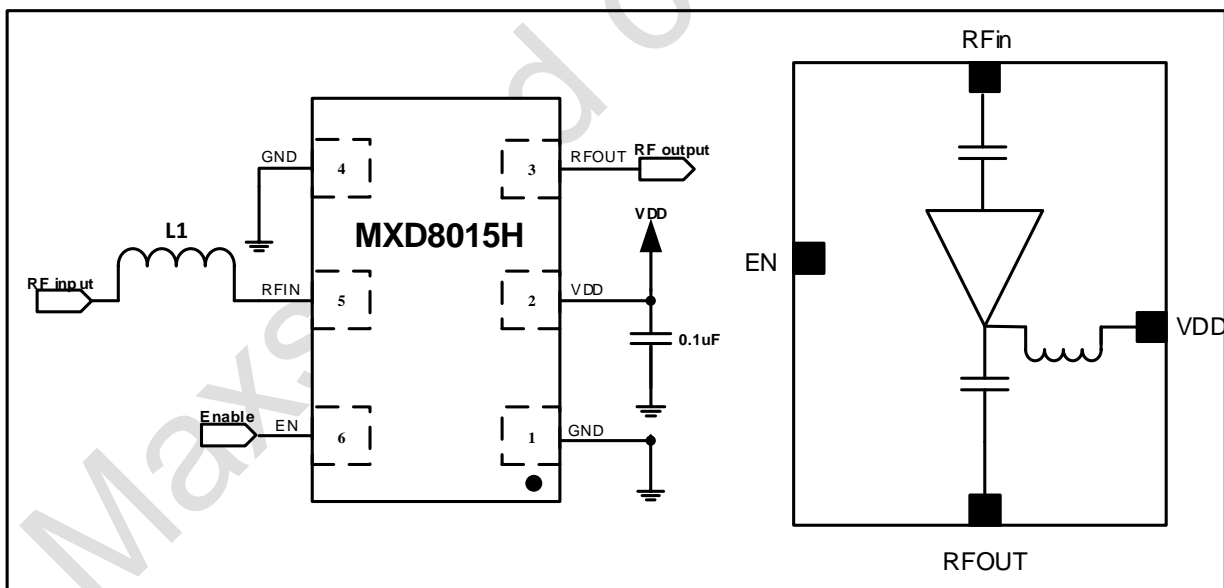 GND
4
3
RFOUT
RF output
MXD8015H
L1
VDD
RF input
RFIN
5
2
VDD
0.1uF
Enable
EN
6
1
GND
RFin
EN
VDD
RFOUT